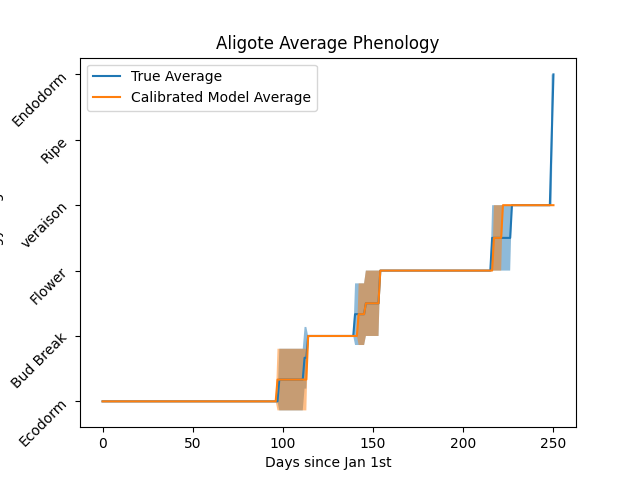 Aligote Average Phenology
True Average
Calibrated Model Average
Endodorm
Ripe
veraison
Flower
Bud Break
Ecodorm
0 50 100 150 200 250
Days since Jan 1st